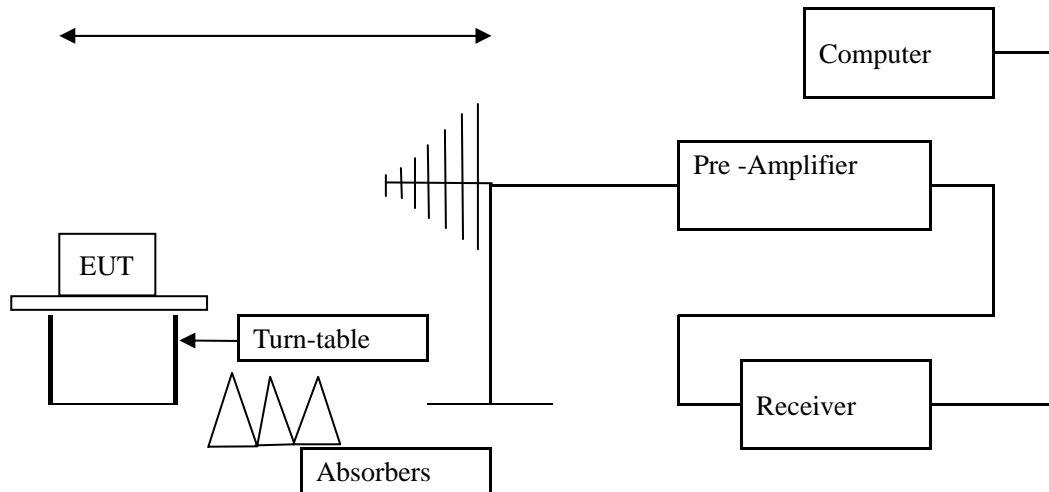 Computer
Pre -Amplifier
EUT
Turn-table
Receiver
Absorbers